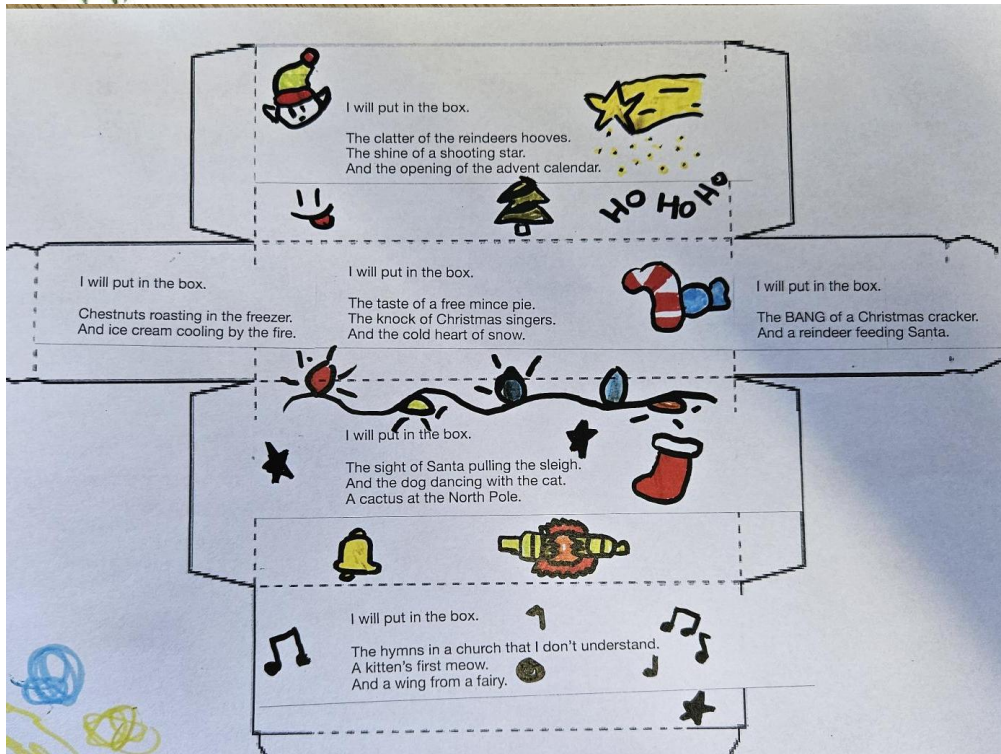 I will put in the box.
The clatter of the reindeers hooves.
The shine of a shooting star.
And the opening of the advent calendar.
HO HO HO
I will put in the box.
Chestnuts roasting in the freezer.
And ice cream cooling by the fire.
I will put in the box.
The taste of a free mince pie.
The knock of Christmas singers.
And the cold heart of snow.
I will put in the box.
The BANG of a Christmas cracker.
And a reindeer feeding Santa.
I will put in the box.
The sight of Santa pulling the sleigh.
And the dog dancing with the cat.
A cactus at the North Pole.
I will put in the box.
The hymns in a church that I don't understand.
A kitten's first meow.
And a wing from a fairy.